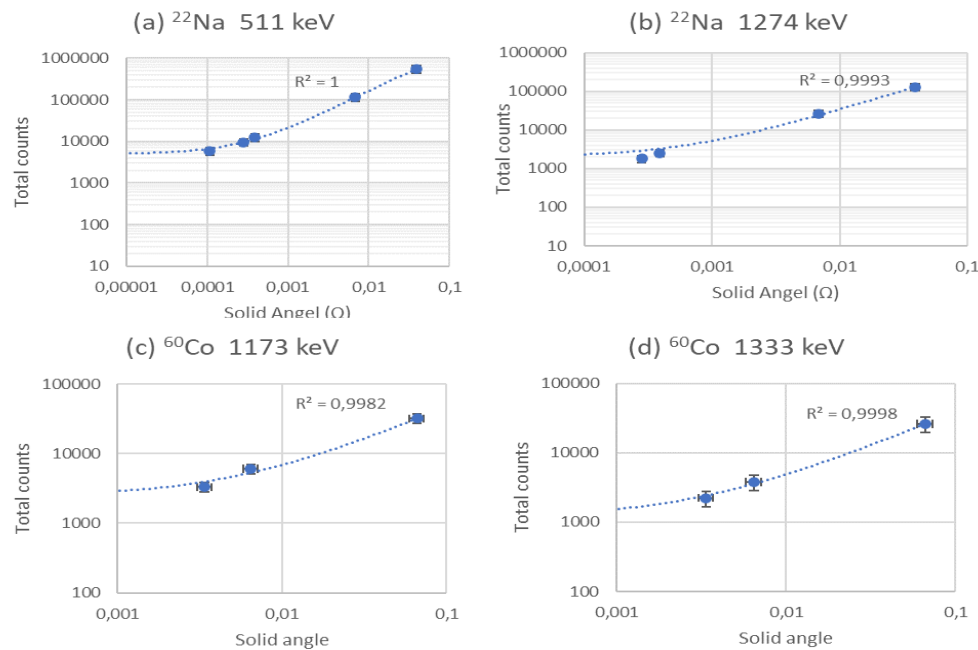 (a) ²²Na 511 keV
1000000
100000
10000
1000
100
10
R² = 1
Total counts
0,00001 0,0001 0,001 0,01 0,1
Solid Angel (Ω)
(b) ²²Na 1274 keV
1000000
100000
10000
1000
100
10
R² = 0,9993
Total counts
0,0001 0,001 0,01 0,1
Solid Angel (Ω)
(c) ⁶⁰Co 1173 keV
100000
10000
1000
100
R² = 0,9982
Total counts
0,001 0,01 0,1
Solid angle
(d) ⁶⁰Co 1333 keV
100000
10000
1000
100
R² = 0,9998
Total counts
0,001 0,01 0,1
Solid angle